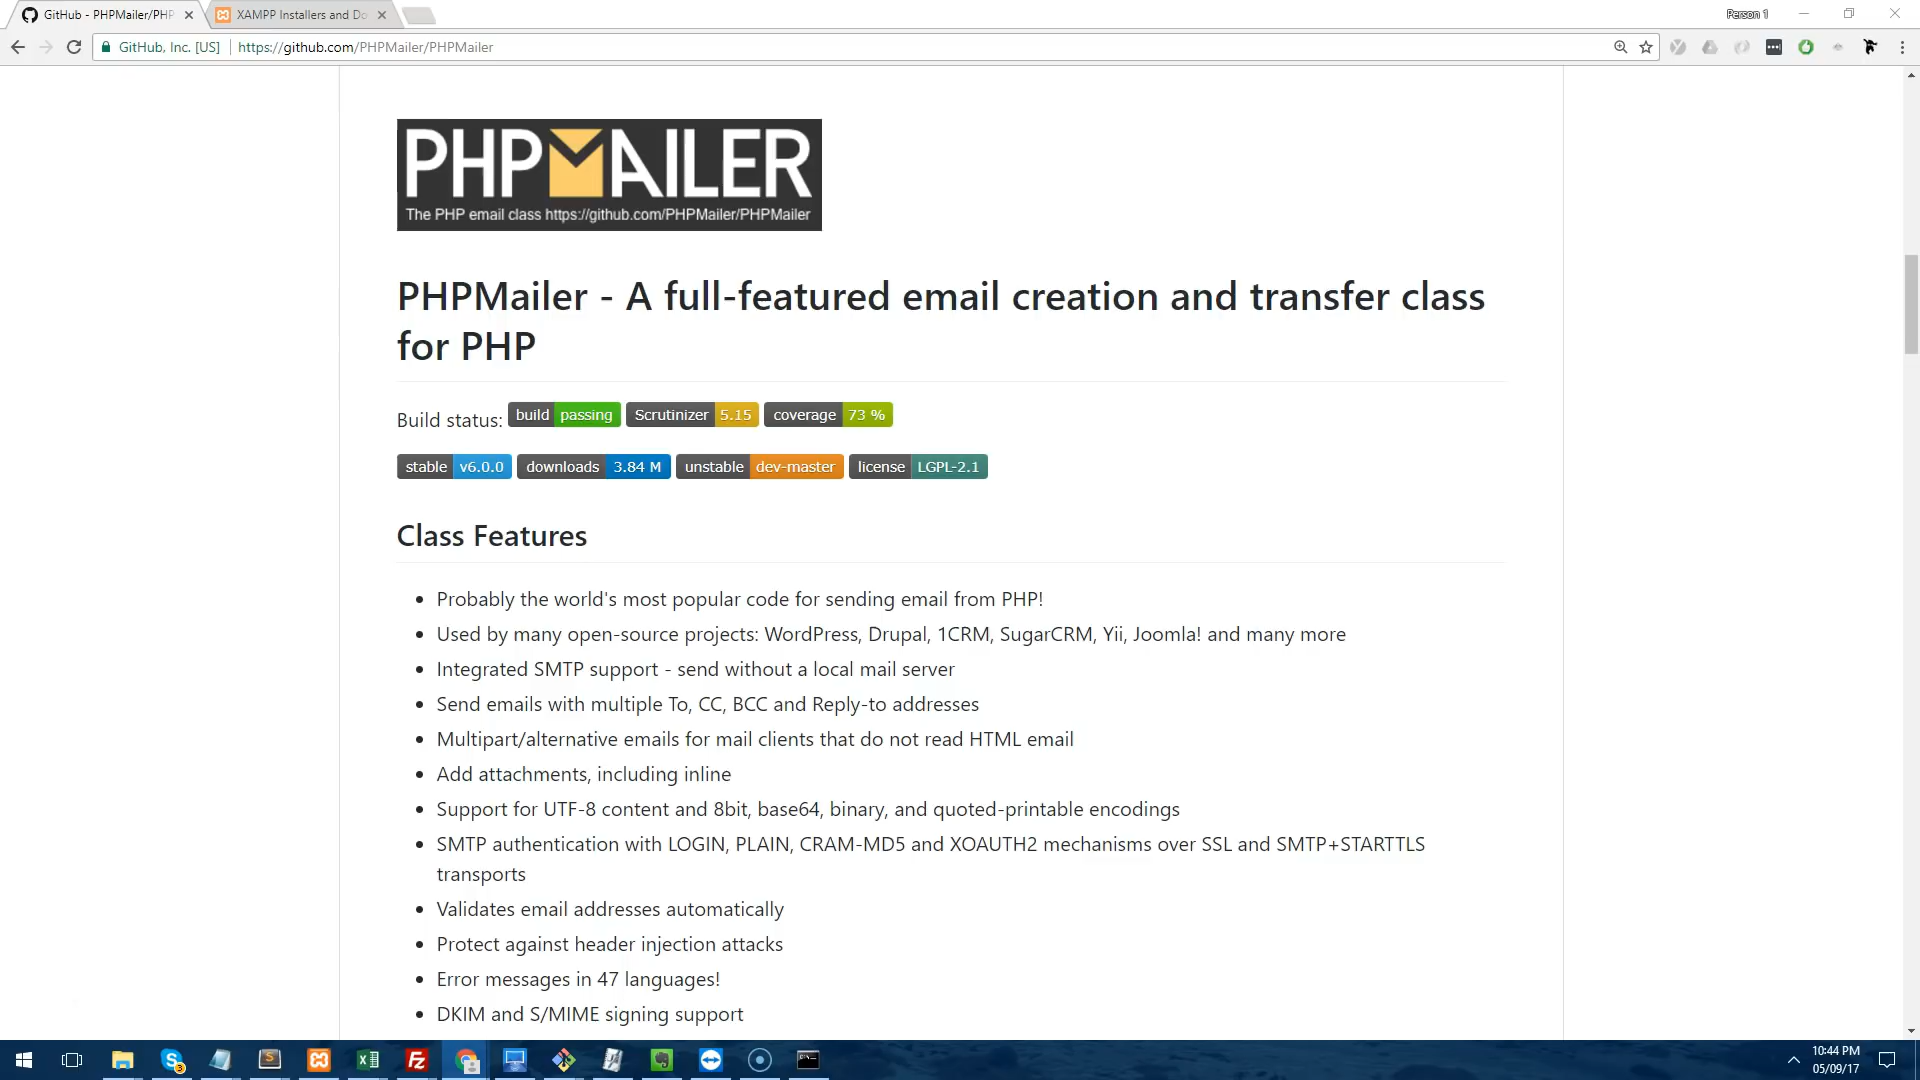 GitHub - PHPMailer/PHP
XAMPP Installers and Do
Person 1
GitHub, Inc. [US]
https://github.com/PHPMailer/PHPMailer
PHPMAILER
The PHP email class https://github.com/PHPMailer/PHPMailer
PHPMailer - A full-featured email creation and transfer class
for PHP
Build status: build passing Scrutinizer 5.15 coverage 73 %
stable v6.0.0 downloads 3.84 M unstable dev-master license LGPL-2.1
Class Features
Probably the world's most popular code for sending email from PHP!
Used by many open-source projects: WordPress, Drupal, 1CRM, SugarCRM, Yii, Joomla! and many more
Integrated SMTP support - send without a local mail server
Send emails with multiple To, CC, BCC and Reply-to addresses
Multipart/alternative emails for mail clients that do not read HTML email
Add attachments, including inline
Support for UTF-8 content and 8bit, base64, binary, and quoted-printable encodings
SMTP authentication with LOGIN, PLAIN, CRAM-MD5 and XOAUTH2 mechanisms over SSL and SMTP+STARTTLS
transports
Validates email addresses automatically
Protect against header injection attacks
Error messages in 47 languages!
DKIM and S/MIME signing support
3
10:44 PM
05/09/17